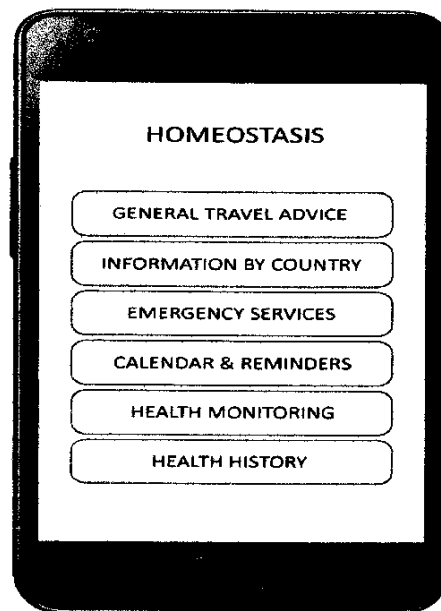 HOMEOSTASIS
GENERAL TRAVEL ADVICE
INFORMATION BY COUNTRY
EMERGENCY SERVICES
CALENDAR & REMINDERS
HEALTH MONITORING
HEALTH HISTORY